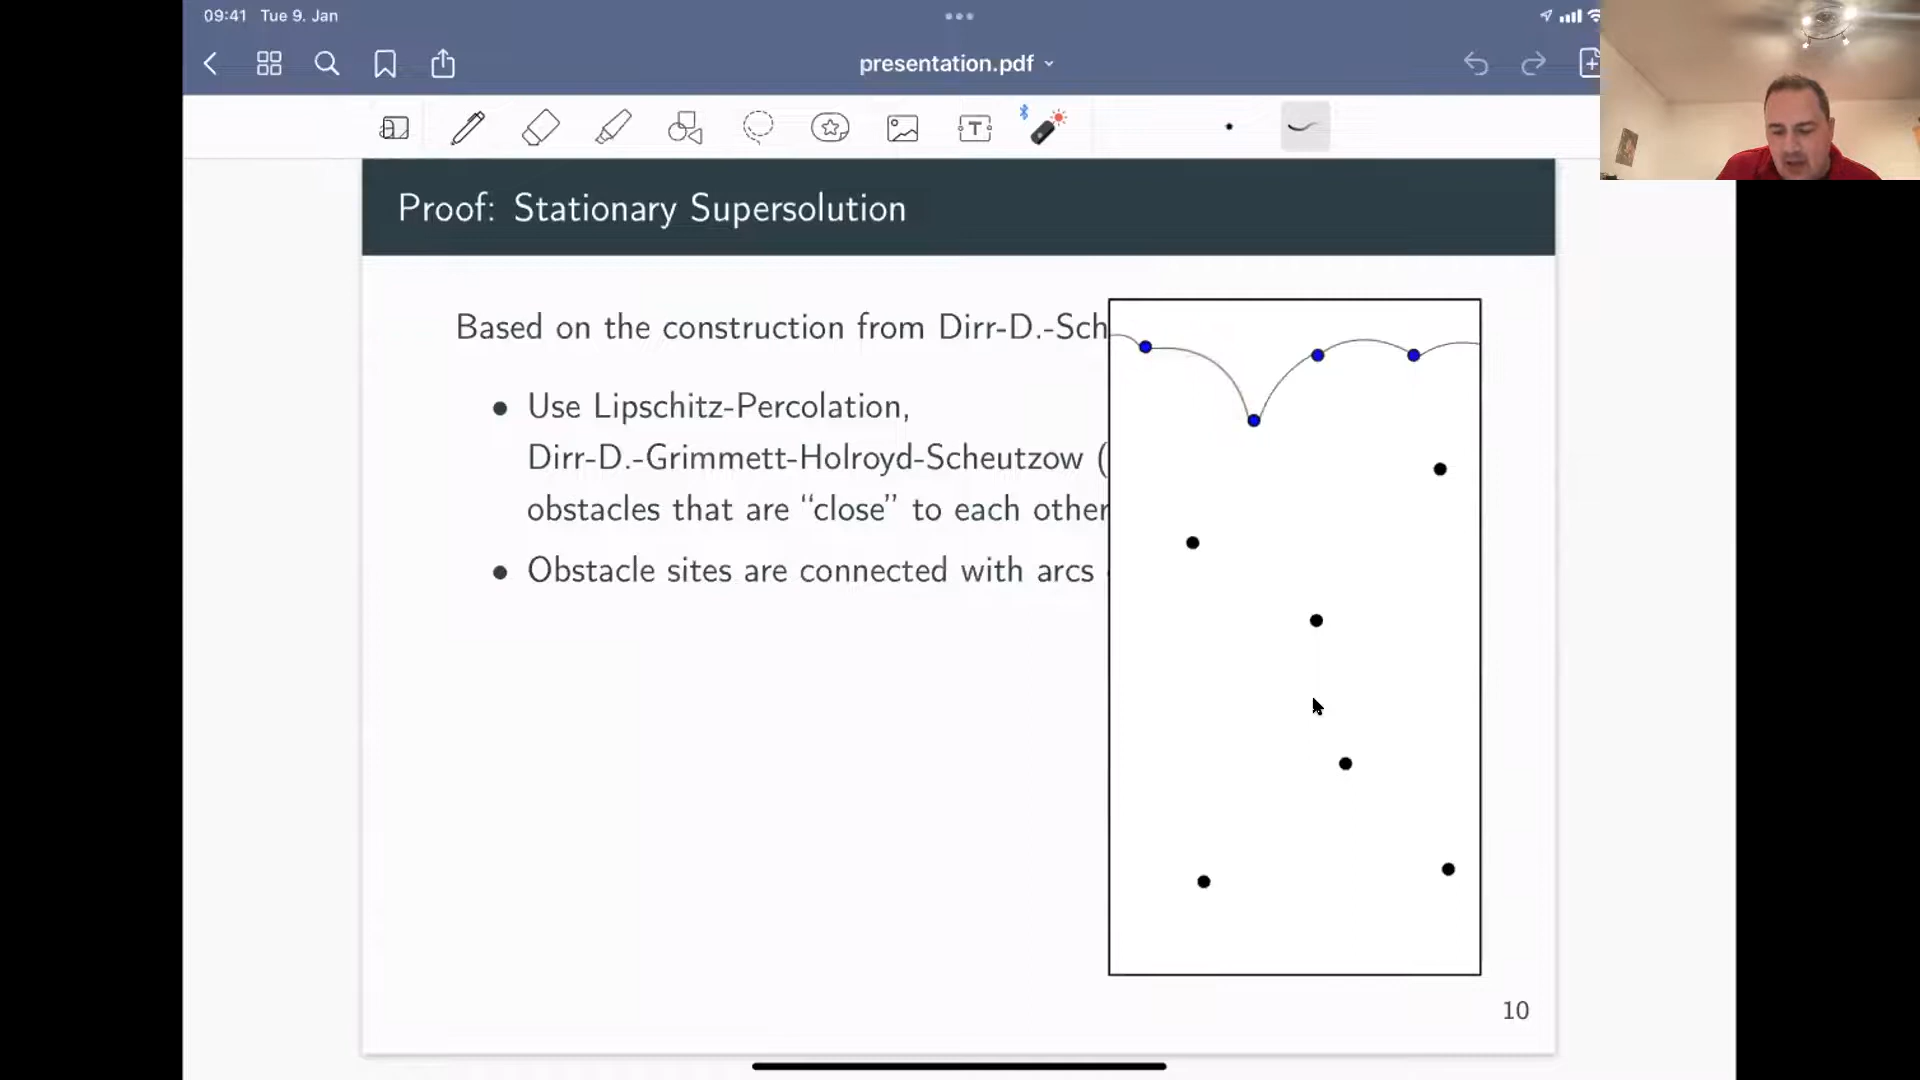 09:41 Tue 9. Jan
presentation.pdf
T
Proof: Stationary Supersolution
Based on the construction from Dirr-D.-Sch
• Use Lipschitz-Percolation,
Dirr-D.-Grimmett-Holroyd-Scheutzow (
obstacles that are “close” to each other
• Obstacle sites are connected with arcs
10